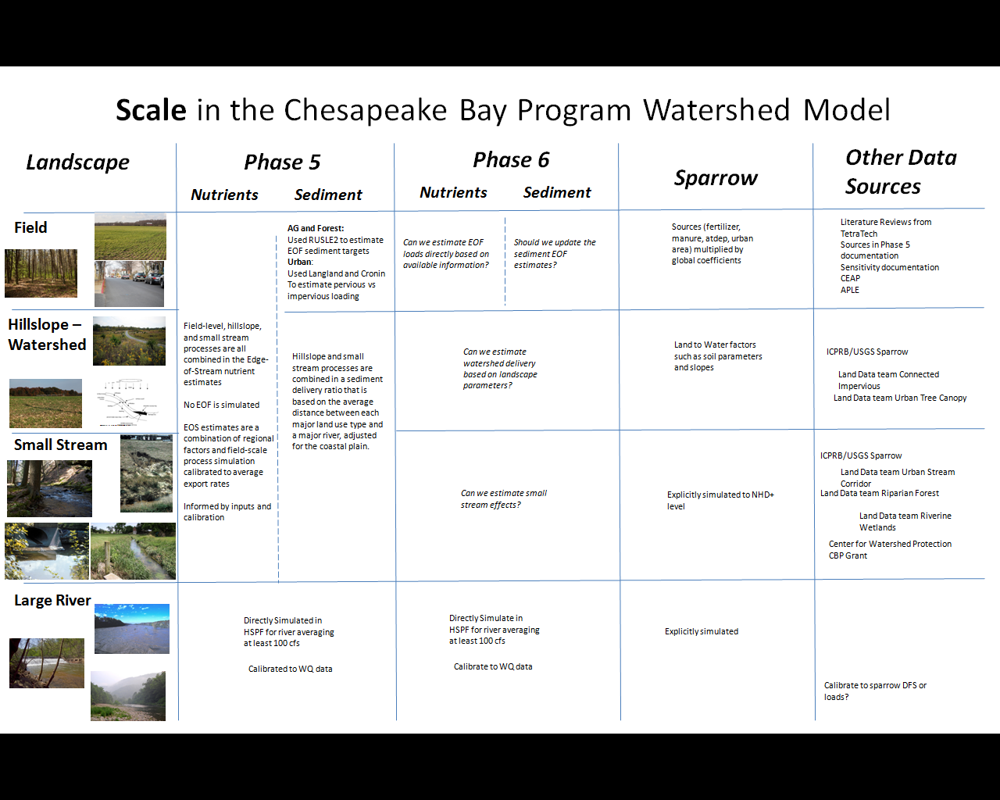 Scale in the Chesapeake Bay Program Watershed Model
Landscape
Phase 5
Nutrients
Sediment
Phase 6
Nutrients
Sediment
Sparrow
Other Data
Sources
Field
AG and Forest:
Used RUSLE2 to estimate
EOF sediment targets
Urban:
Used Langland and Cronin
To estimate pervious vs
impervious loading
Can we estimate EOF
loads directly based on
available information?
Should we update the
sediment EOF
estimates?
Sources (fertilizer,
manure, atdep, urban
area) multiplied by
global coefficients
Literature Reviews from
TetraTech
Sources in Phase 5
documentation
Sensitivity documentation
CEAP
APLE
Hillslope –
Watershed
Field-level, hillslope,
and small stream
processes are all
combined in the Edge-
of-Stream nutrient
estimates
No EOF is simulated
EOS estimates are a
combination of regional
factors and field-scale
process simulation
calibrated to average
export rates
Informed by inputs and
calibration
Hillslope and small
stream processes are
combined in a sediment
delivery ratio that is
based on the average
distance between each
major land use type and
a major river, adjusted
for the coastal plain.
Can we estimate
watershed delivery
based on landscape
parameters?
Land to Water factors
such as soil parameters
and slopes
ICPRB/USGS Sparrow
Land Data team Connected
Impervious
Land Data team Urban Tree Canopy
Small Stream
Can we estimate small
stream effects?
Explicitly simulated to NHD+
level
ICPRB/USGS Sparrow
Land Data team Urban Stream
Corridor
Land Data team Riparian Forest
Land Data team Riverine
Wetlands
Center for Watershed Protection
CBP Grant
Large River
Directly Simulated in
HSPF for river averaging
at least 100 cfs
Calibrated to WQ data
Directly Simulate in
HSPF for river averaging
at least 100 cfs
Calibrate to WQ data
Explicitly simulated
Calibrate to sparrow DFS or
loads?